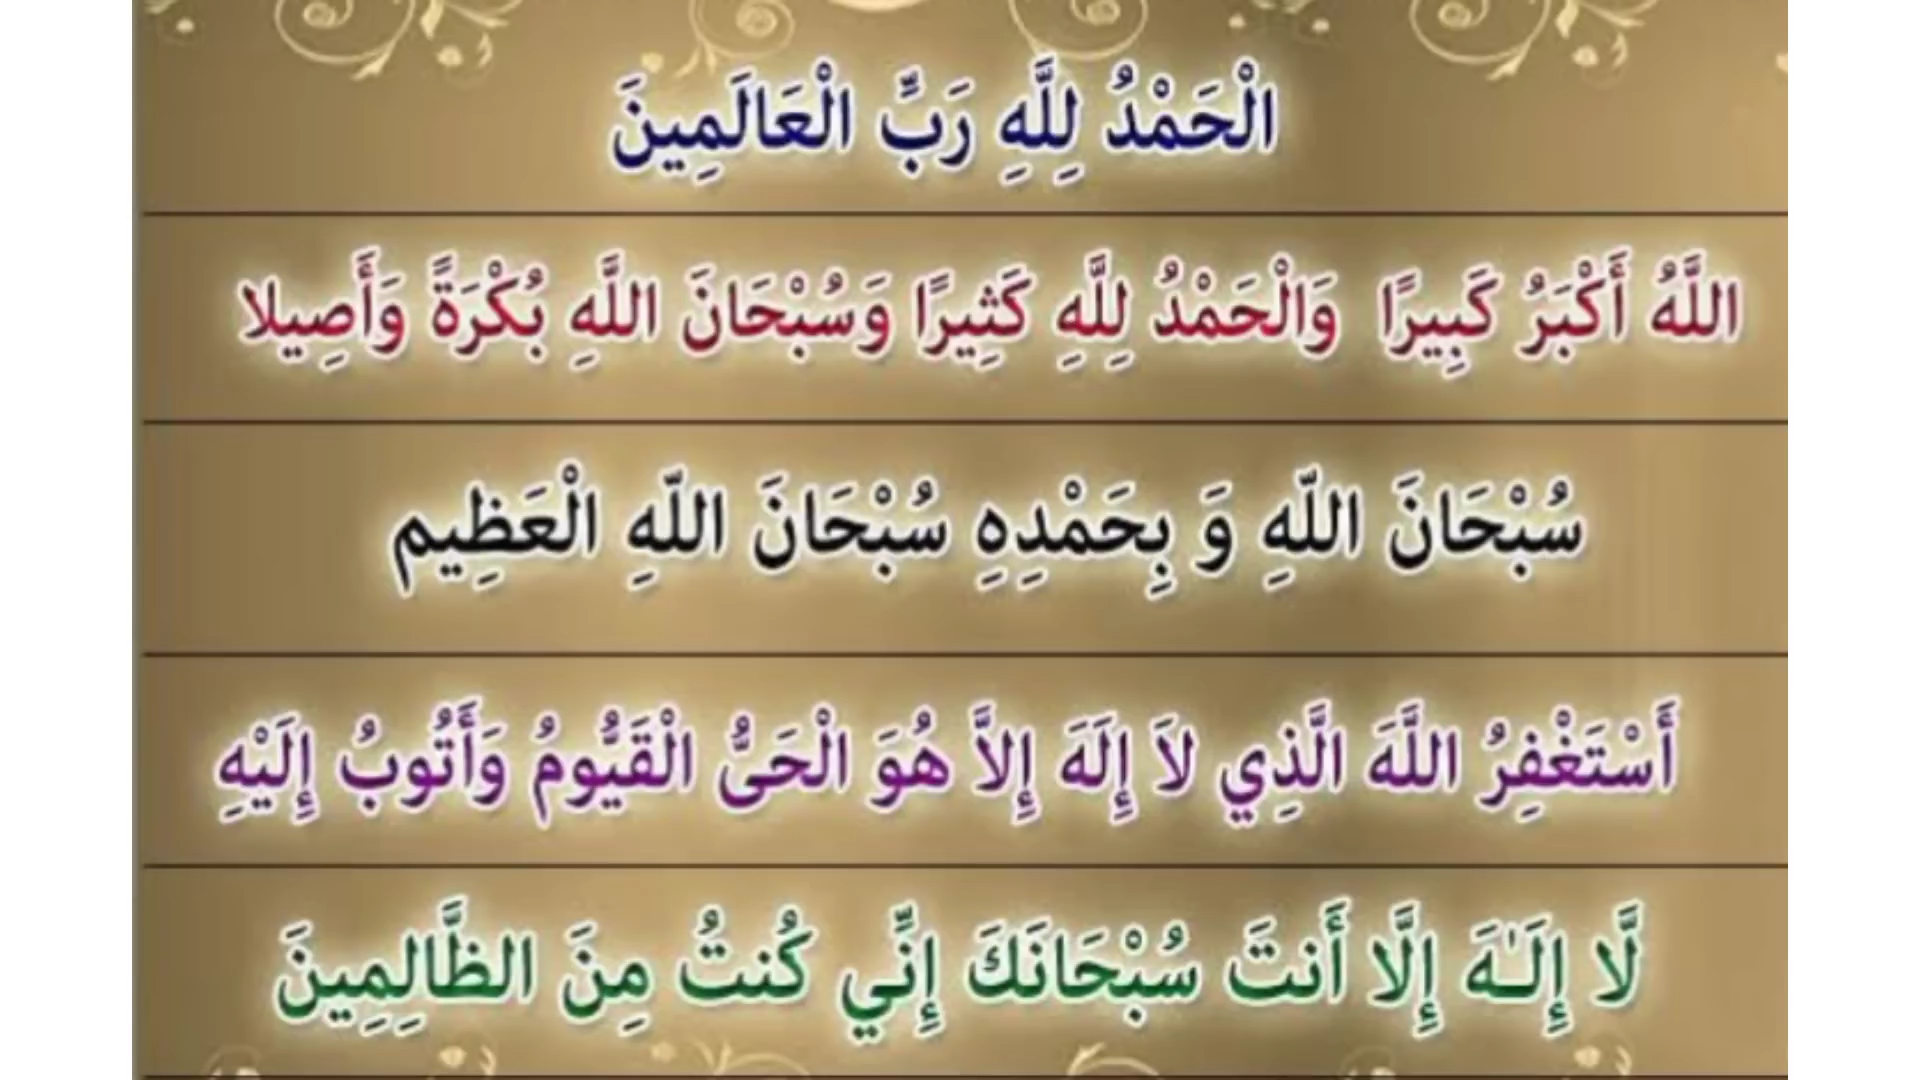 الْحَمْدُ لِلَّهِ رَبِّ الْعَالَمِينَ
اللَّهُ أَكْبَرُ كَبِيرًا وَالْحَمْدُ لِلَّهِ كَثِيرًا وَسُبْحَانَ اللَّهِ بُكْرَةً وَأَصِيلا
سُبْحَانَ اللّهِ وَ بِحَمْدِهِ سُبْحَانَ اللّهِ الْعَظِيم
أَسْتَغْفِرُ اللَّهَ الَّذِي لاَ إِلَهَ إِلاَّ هُوَ الْحَىُّ الْقَيُّومُ وَأَتُوبُ إِلَيْهِ
لَّا إِلَـٰهَ إِلَّا أَنتَ سُبْحَانَكَ إِنِّي كُنتُ مِنَ الظَّالِمِينَ